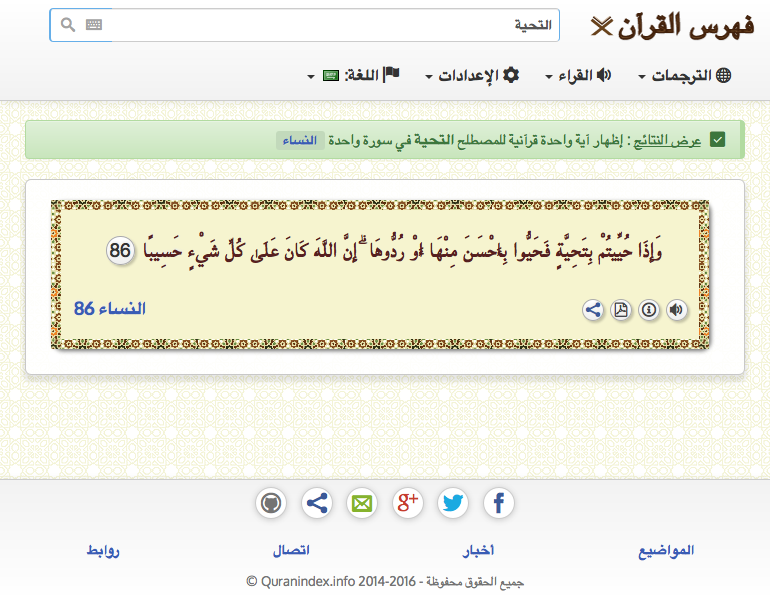 فهرس القرآن
التحية
الترجمات
القراء
الإعدادات
اللغة:
عرض النتائج : إظهار آية واحدة قرآنية للمصطلح التحية في سورة واحدة النساء
وَإِذَا حُيِّيتُمْ بِتَحِيَّةٍ فَحَيُّوا بِأَحْسَنَ مِنْهَا أَوْ رُدُّوهَا ۗ إِنَّ اللَّهَ كَانَ عَلَىٰ كُلِّ شَيْءٍ حَسِيبًا 86
النساء 86
المواضيع
أخبار
اتصال
روابط
جميع الحقوق محفوظة - Quranindex.info 2014-2016 ©